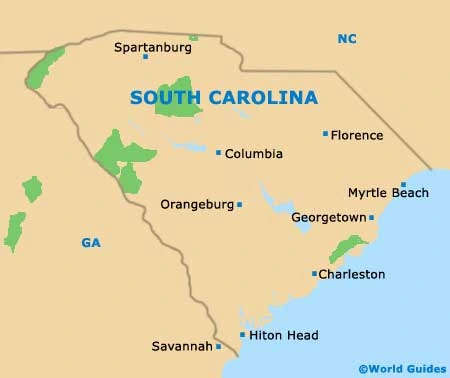 NC
Spartanburg
SOUTH CAROLINA
Florence
Columbia
Myrtle Beach
Orangeburg
Georgetown
GA
Charleston
Hiton Head
Savannah
©World Guides